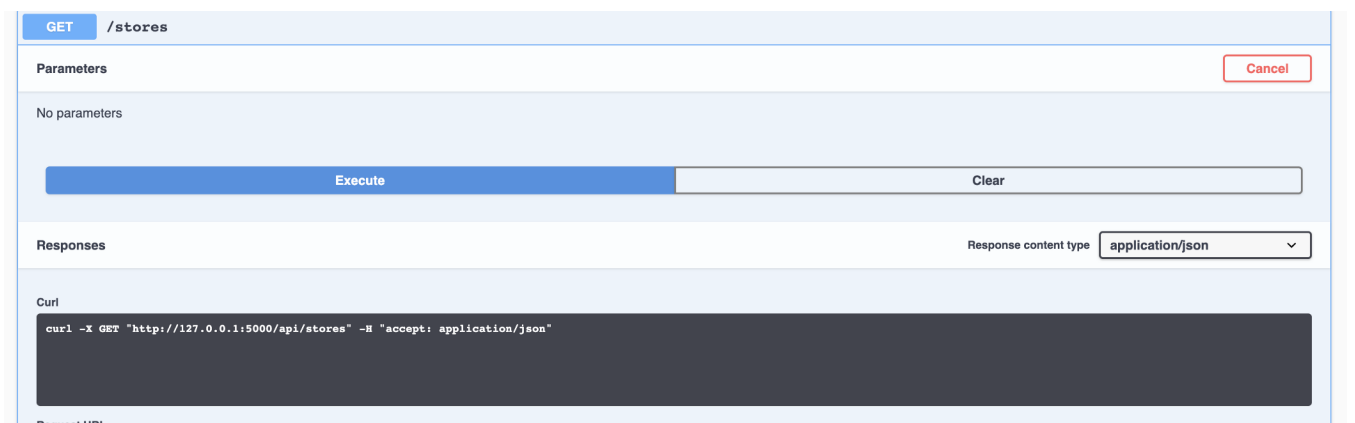 GET /stores
Parameters Cancel
No parameters
Execute Clear
Responses Response content type application/json
Curl
curl -X GET "http://127.0.0.1:5000/api/stores" -H "accept: application/json"